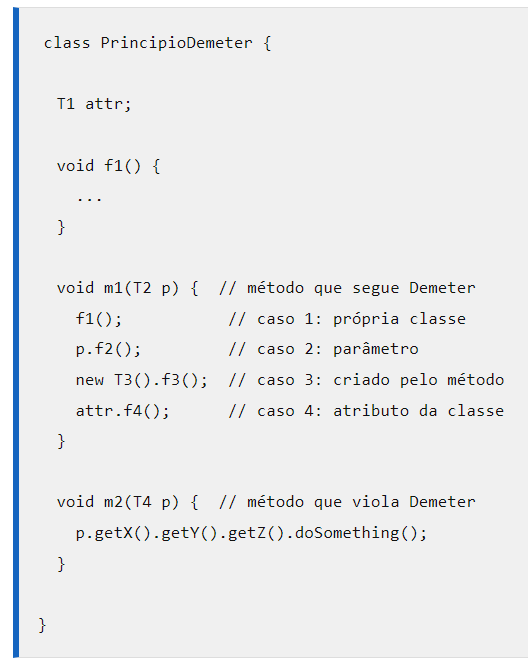 class PrincipioDemeter {
T1 attr;
void f1() {
...
}
void m1(T2 p) {  // método que segue Demeter
f1();           // caso 1: própria classe
p.f2();         // caso 2: parâmetro
new T3().f3();  // caso 3: criado pelo método
attr.f4();      // caso 4: atributo da classe
}
void m2(T4 p) {  // método que viola Demeter
p.getX().getY().getZ().doSomething();
}
}